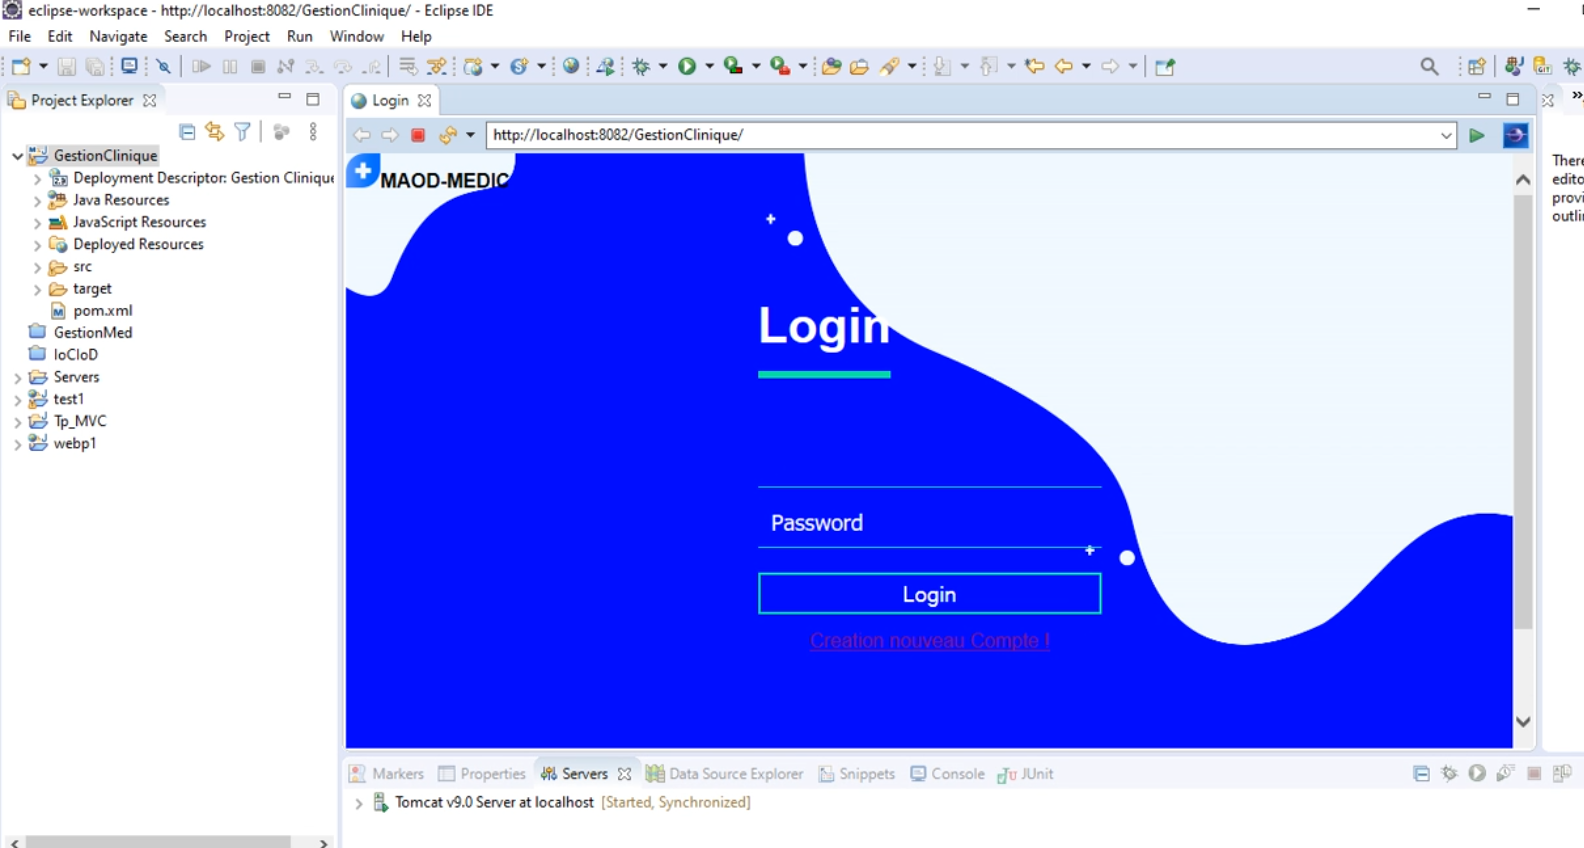 eclipse-workspace - http://localhost:8082/GestionClinique/ - Eclipse IDE
File Edit Navigate Search Project Run Window Help
Project Explorer
GestionClinique
Deployment Descriptor: Gestion Clinique
Java Resources
JavaScript Resources
Deployed Resources
src
target
pom.xml
GestionMed
IoCIoD
Servers
test1
Tp_MVC
webp1
Login
http://localhost:8082/GestionClinique/
MAOD-MEDIC
Login
Password
Login
Creation nouveau Compte !
There
edito
provi
outli
Markers Properties Servers Data Source Explorer Snippets Console JUnit
Tomcat v9.0 Server at localhost [Started, Synchronized]